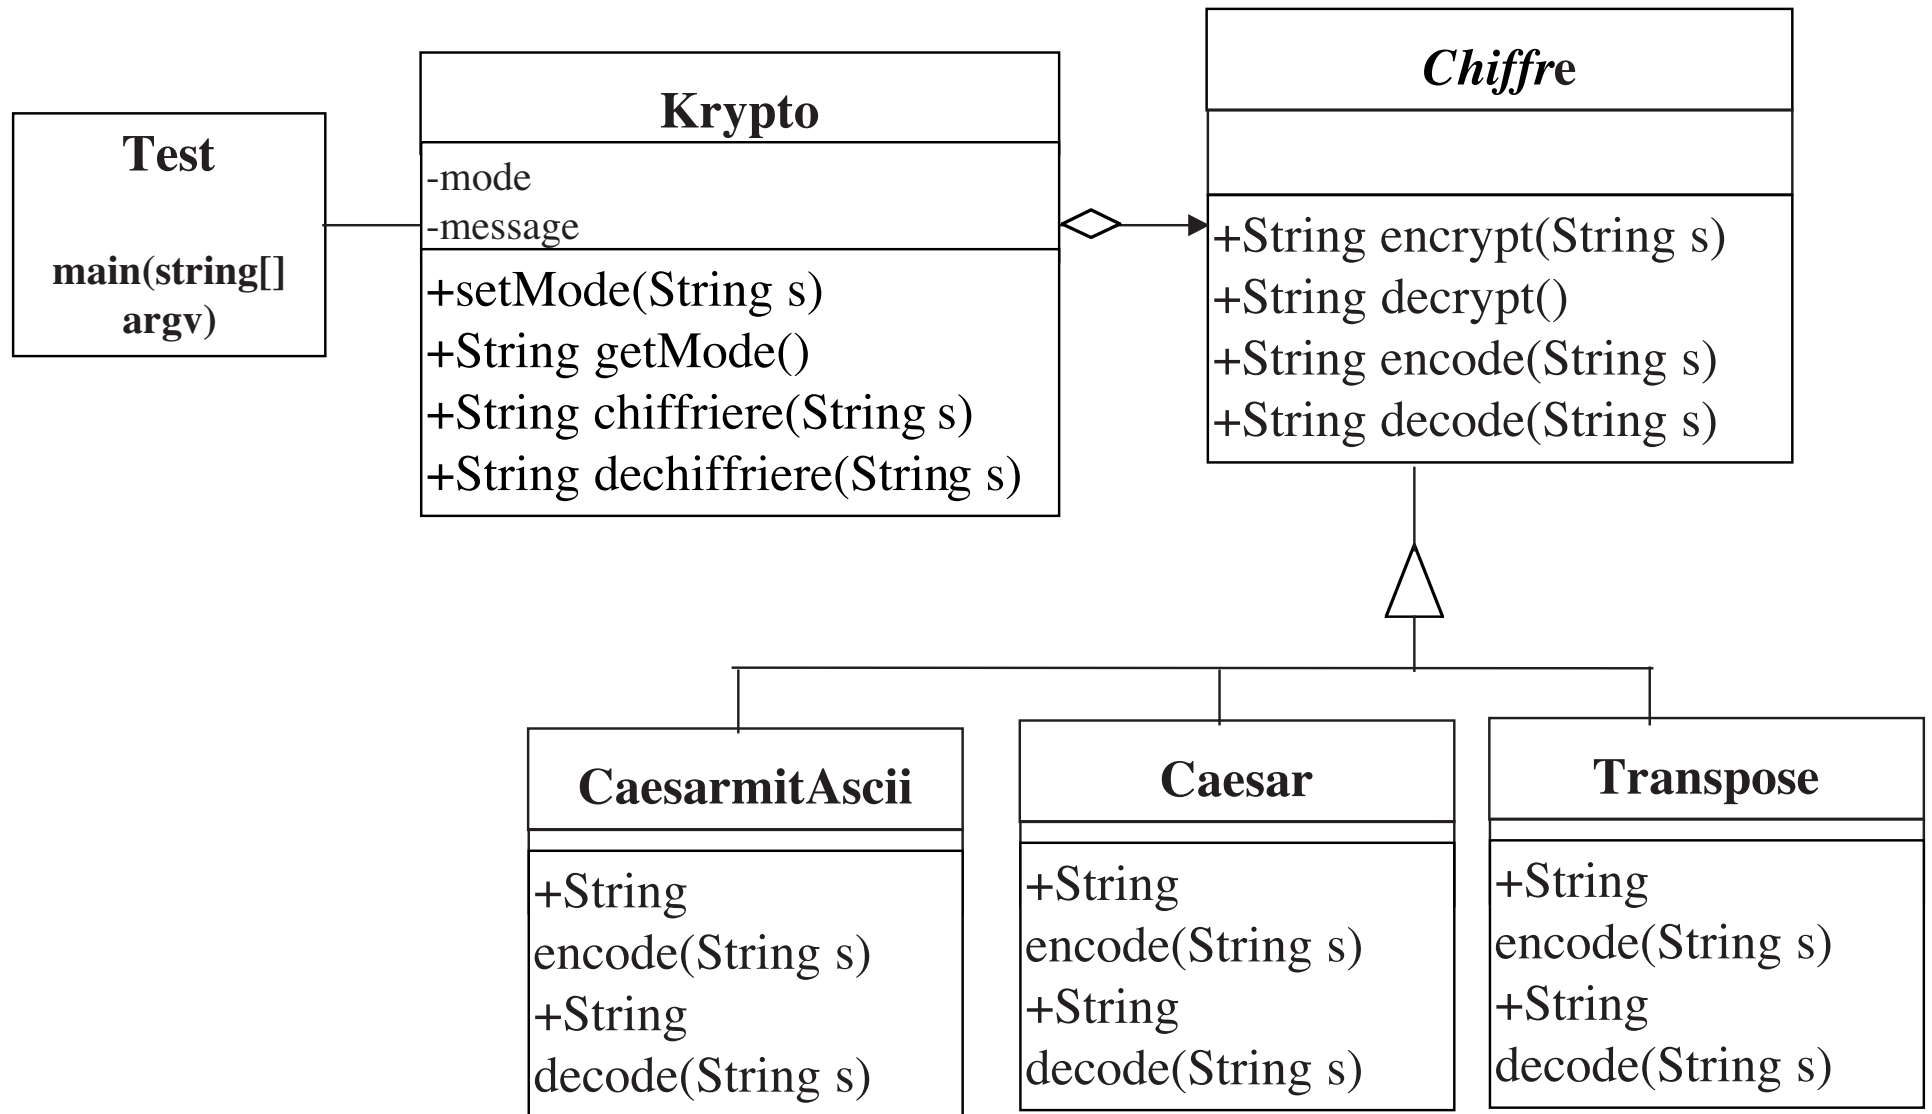 Test
main(string[]
argv)
Krypto
-mode
-message
+setMode(String s)
+String getMode()
+String chiffriere(String s)
+String dechiffriere(String s)
Chiffre
+String encrypt(String s)
+String decrypt()
+String encode(String s)
+String decode(String s)
CaesarmitAscii
+String
encode(String s)
+String
decode(String s)
Caesar
+String
encode(String s)
+String
decode(String s)
Transpose
+String
encode(String s)
+String
decode(String s)